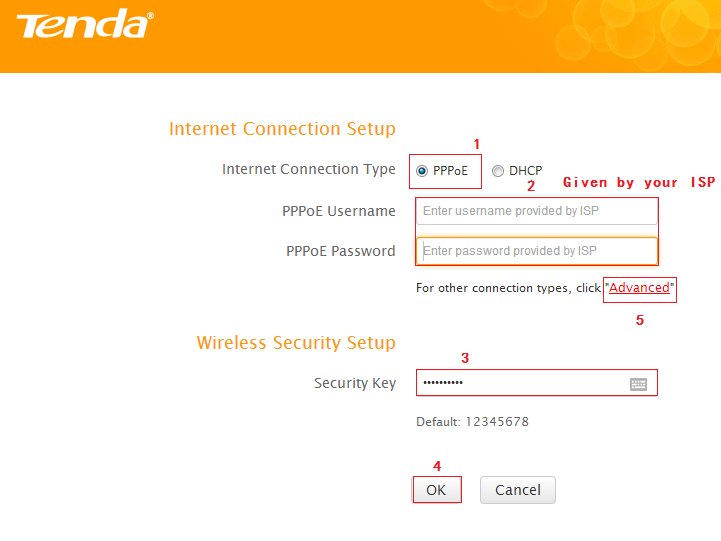 Tenda®
Internet Connection Setup
1
Internet Connection Type PPPoE DHCP
2 Given by your ISP
PPPoE Username Enter username provided by ISP
PPPoE Password Enter password provided by ISP
For other connection types, click "Advanced"
5
Wireless Security Setup
3
Security Key ••••••••••
Default: 12345678
4
OK Cancel